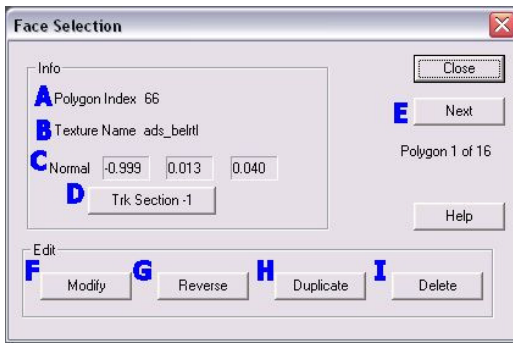 Face Selection
Info
A Polygon Index 66
B Texture Name ads_belrtl
C Normal -0.999 0.013 0.040
D Trk Section -1
Close
E Next
Polygon 1 of 16
Help
Edit
F Modify G Reverse H Duplicate I Delete